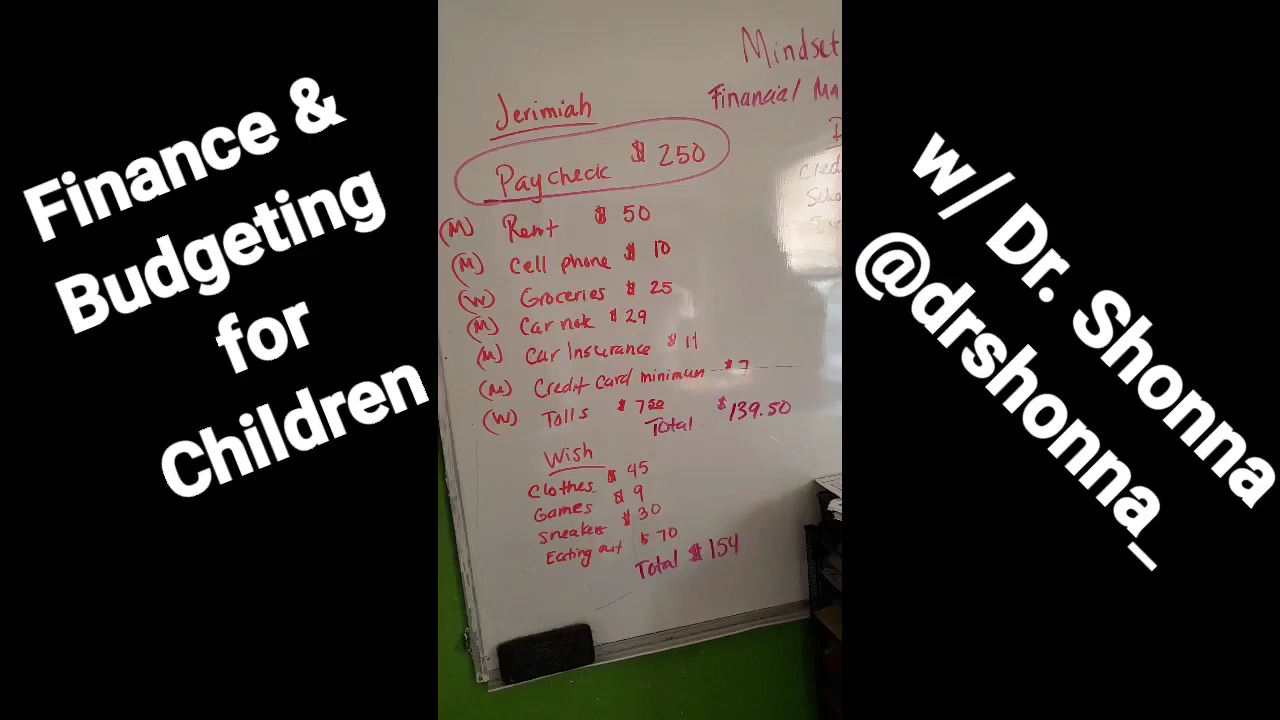 Finance &
Budgeting
for
Children
Mindset
Financial Ma
Jerimiah
Paycheck $ 250
(M) Rent $ 50
(M) Cell phone $ 10
(W) Groceries $ 25
(M) Car note $ 29
(M) Car Insurance $ 11
(M) Credit Card minimum $ 7
(W) Tolls $ 7 50
Total $139.50
Wish
Clothes $ 45
Games $ 9
Sneakers $ 30
Eating out $ 70
Total $ 154
w/ Dr. Shonna
@drshonna_